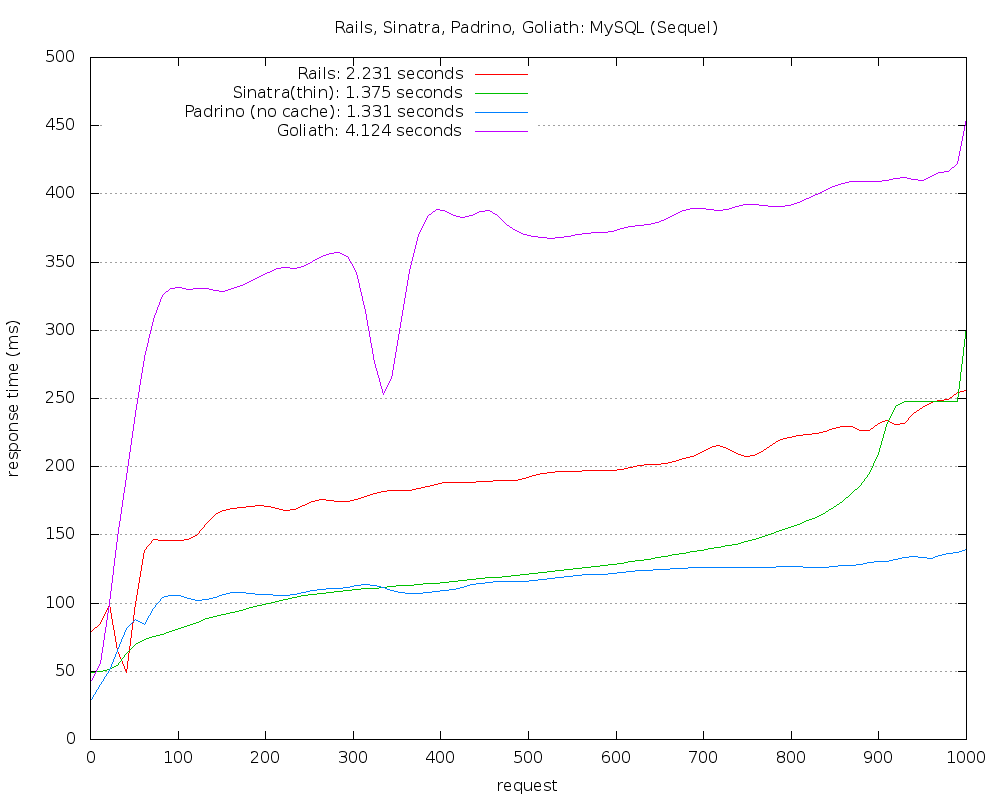 Rails, Sinatra, Padrino, Goliath: MySQL (Sequel)
Rails: 2.231 seconds
Sinatra(thin): 1.375 seconds
Padrino (no cache): 1.331 seconds
Goliath: 4.124 seconds
500
450
400
350
300
250
200
150
100
50
0
response time (ms)
0 100 200 300 400 500 600 700 800 900 1000
request